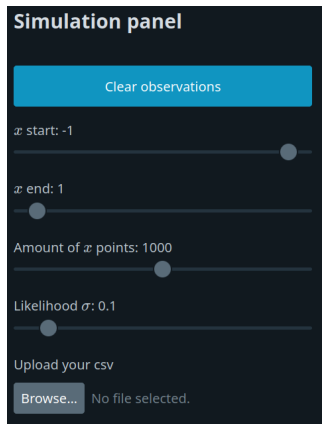 Simulation panel
Clear observations
x start: -1
x end: 1
Amount of x points: 1000
Likelihood σ: 0.1
Upload your csv
Browse... No file selected.